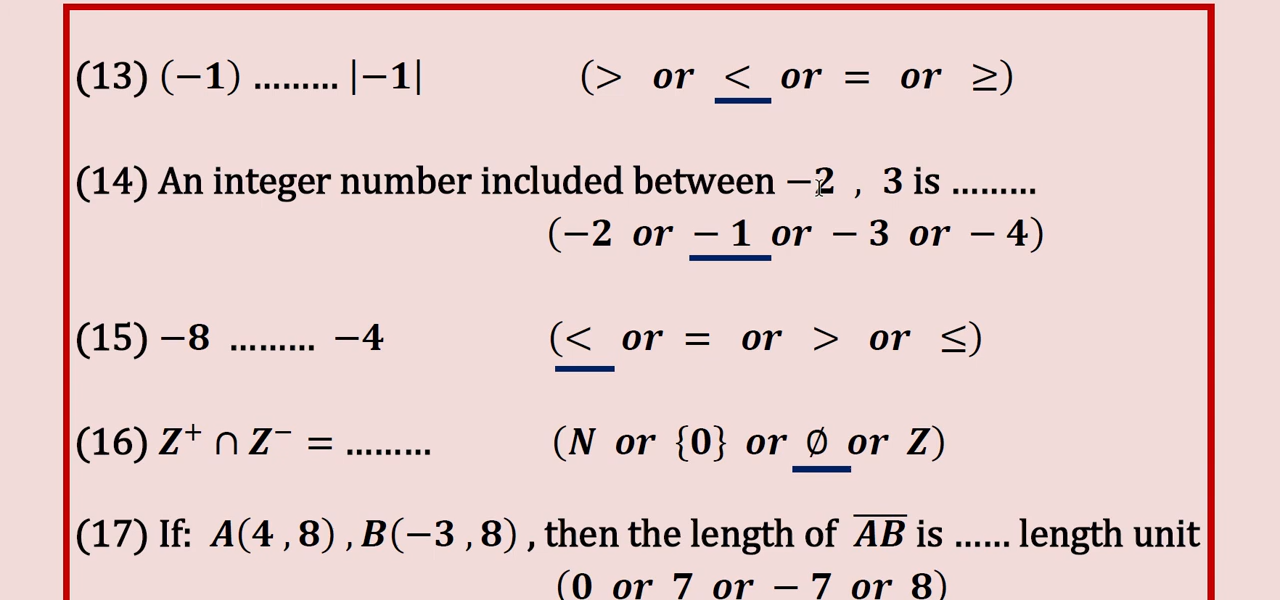 (13) (−1) ......... |−1| (> or < or = or ≥)
(14) An integer number included between −2 , 3 is .........
(−2 or − 1 or − 3 or − 4)
(15) −8 ......... −4 (< or = or > or ≤)
(16) Z⁺ ∩ Z⁻ = ......... (N or {0} or ∅ or Z)
(17) If: A(4 , 8) , B(−3 , 8) , then the length of A̅B̅ is ...... length unit
(0 or 7 or − 7 or 8)